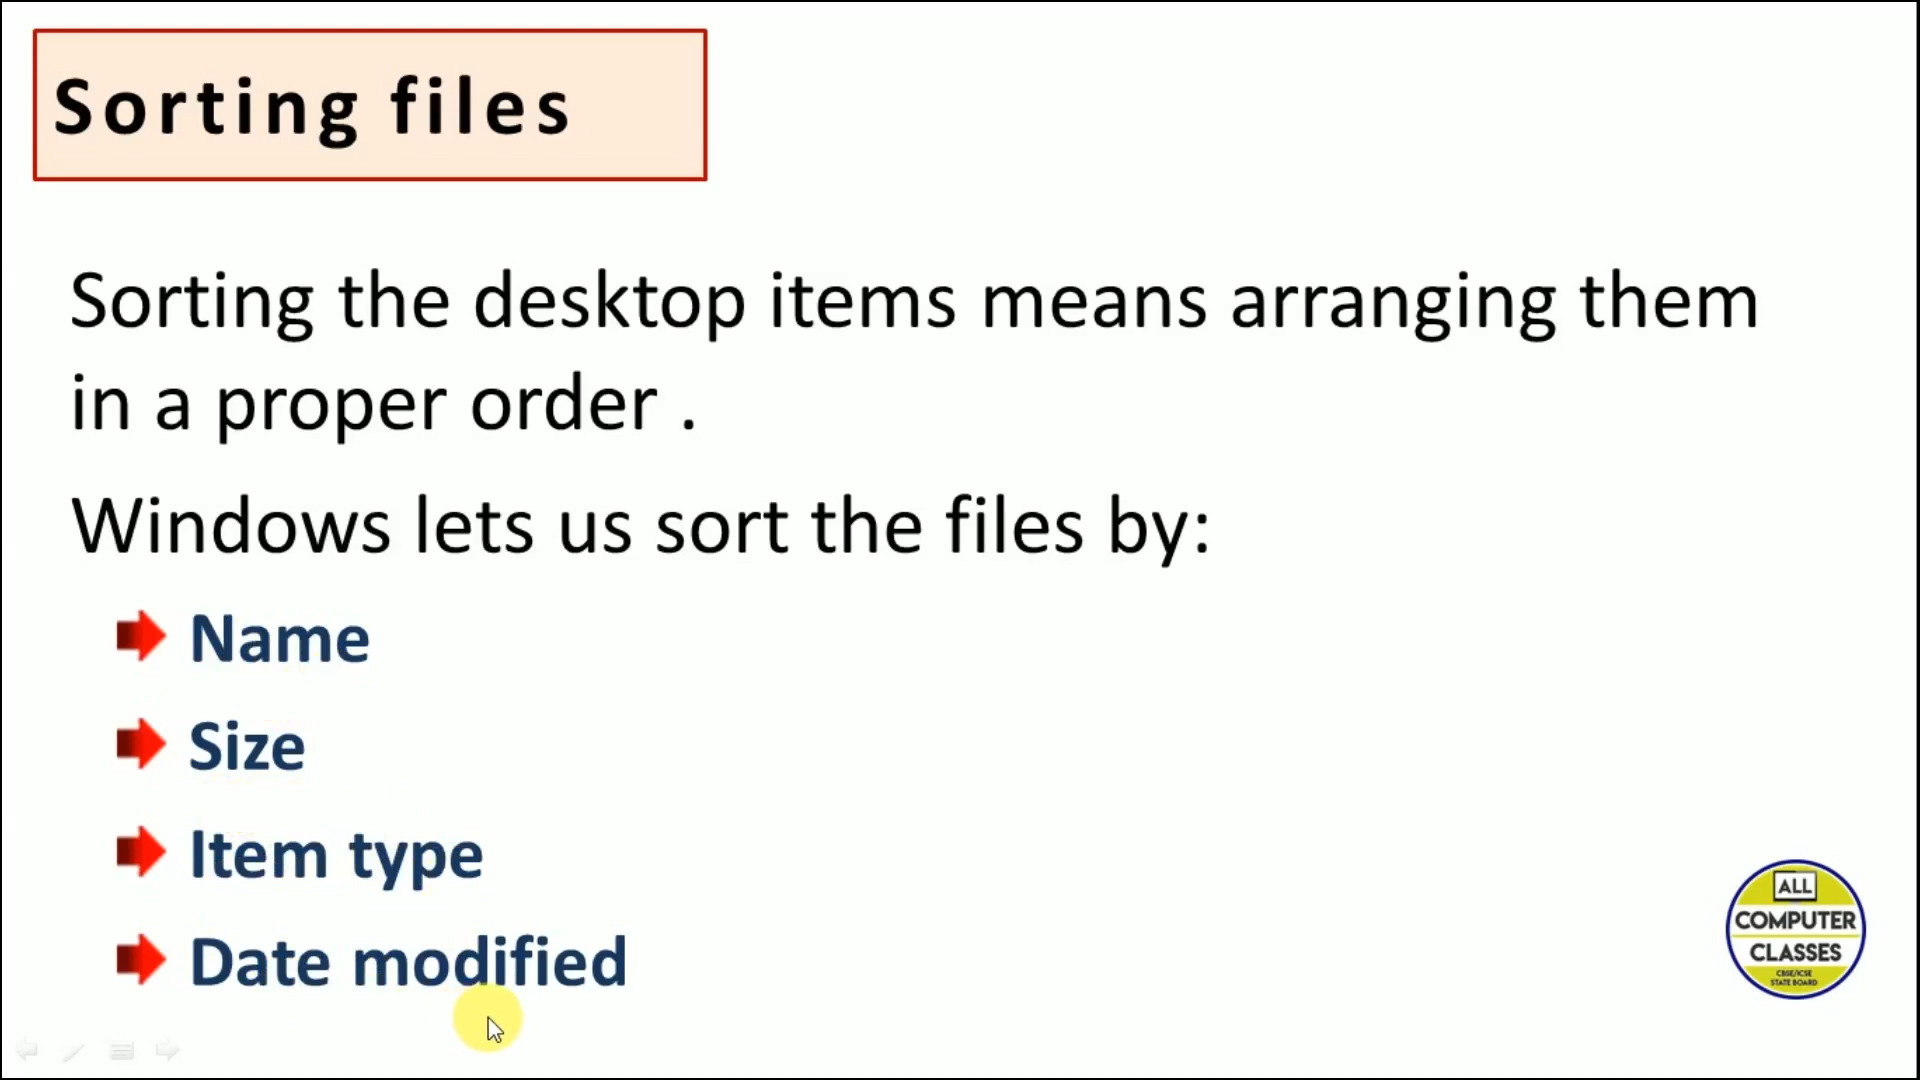 Sorting files
Sorting the desktop items means arranging them
in a proper order .
Windows lets us sort the files by:
Name
Size
Item type
Date modified
ALL
COMPUTER
CLASSES
CBSE/ICSE
STATE BOARD